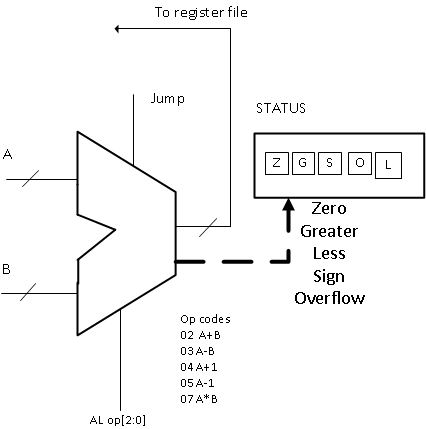 To register file
Jump
STATUS
A
Z G S O L
Zero
Greater
Less
Sign
Overflow
B
Op codes
02 A+B
03 A-B
04 A+1
05 A-1
07 A*B
AL op[2:0]